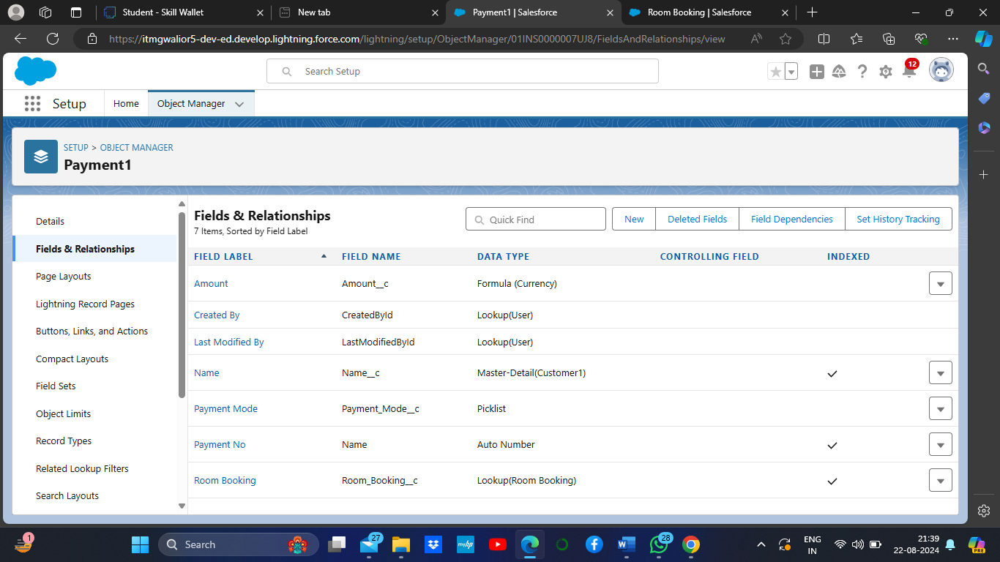 Student - Skill Wallet
New tab
Payment1 | Salesforce
Room Booking | Salesforce
https://itmgwalior5-dev-ed.develop.lightning.force.com/lightning/setup/ObjectManager/01INS0000007UJ8/FieldsAndRelationships/view
Search Setup
12
Setup
Home
Object Manager
SETUP > OBJECT MANAGER
Payment1
Details
Fields & Relationships
Page Layouts
Lightning Record Pages
Buttons, Links, and Actions
Compact Layouts
Field Sets
Object Limits
Record Types
Related Lookup Filters
Search Layouts
Fields & Relationships
7 Items, Sorted by Field Label
Quick Find
New
Deleted Fields
Field Dependencies
Set History Tracking
FIELD LABEL FIELD NAME DATA TYPE CONTROLLING FIELD INDEXED
Amount Amount__c Formula (Currency)
Created By CreatedById Lookup(User)
Last Modified By LastModifiedById Lookup(User)
Name Name__c Master-Detail(Customer1)
Payment Mode Payment_Mode__c Picklist
Payment No Name Auto Number
Room Booking Room_Booking__c Lookup(Room Booking)
1
Search
27
myhp
28
ENG
IN
21:39
22-08-2024
PRE